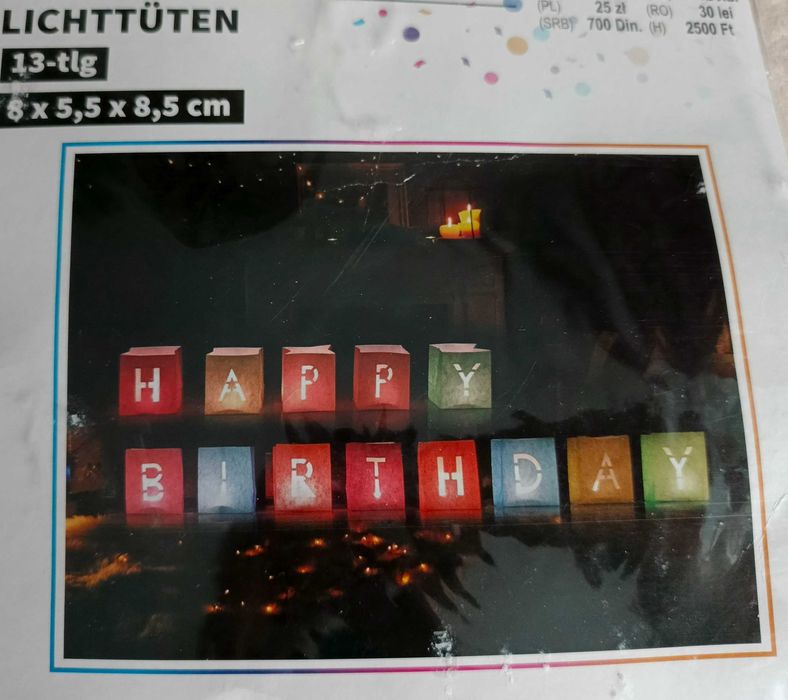 LICHTTÜTEN
13-tlg
8 x 5,5 x 8,5 cm
(PL) 25 zł (RO) 30 lei
(SRB) 700 Din. (H) 2500 Ft
HAPPY
BIRTHDAY